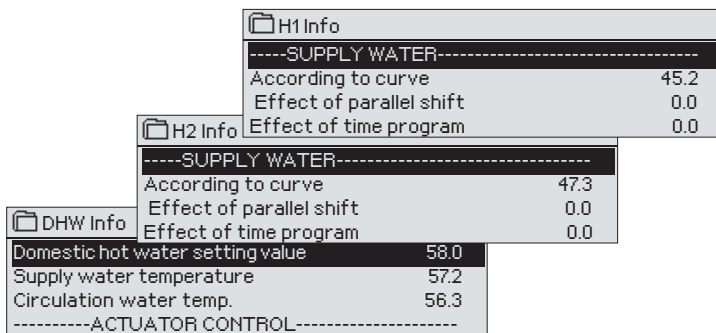 H1 Info
-----SUPPLY WATER-----------------------------------
According to curve 45.2
Effect of parallel shift 0.0
Effect of time program 0.0
H2 Info
-----SUPPLY WATER-----------------------------------
According to curve 47.3
Effect of parallel shift 0.0
Effect of time program 0.0
DHW Info
Domestic hot water setting value 58.0
Supply water temperature 57.2
Circulation water temp. 56.3
----------ACTUATOR CONTROL----------------------